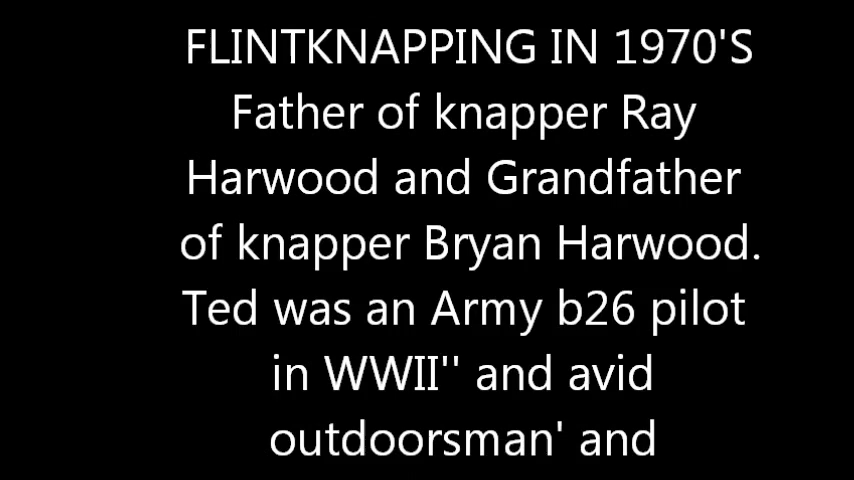 FLINTKNAPPING IN 1970'S
Father of knapper Ray
Harwood and Grandfather
of knapper Bryan Harwood.
Ted was an Army b26 pilot
in WWII'' and avid
outdoorsman' and